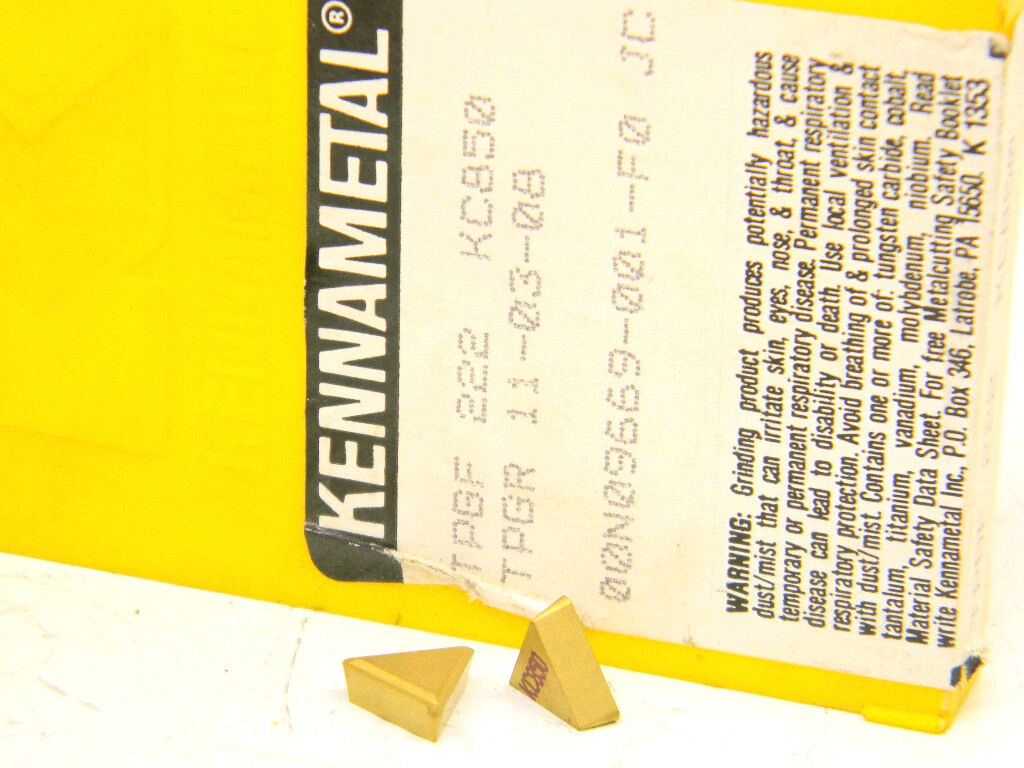 KENNAMETAL®
TPGF 222 KC850
TPGR 11-03-08
00N09669-001-F0 JC
WARNING: Grinding product produces potentially hazardous
dust/mist that can irritate skin, eyes, nose, & throat, & cause
temporary or permanent respiratory disease. Permanent respiratory
disease can lead to disability or death. Use local ventilation &
respiratory protection. Avoid breathing of & prolonged skin contact
with dust/mist. Contains one or more of: tungsten carbide, cobalt,
tantalum, titanium, vanadium, molybdenum, niobium. Read
Material Safety Data Sheet. For free Metalcutting Safety Booklet
write Kennametal Inc., P.O. Box 346, Latrobe, PA 15650. K 1353
KC850